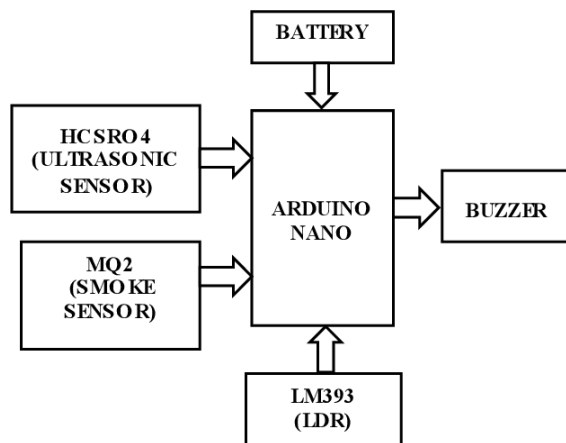 BATTERY
HCSRO4
(ULTRASONIC
SENSOR)
ARDUINO
NANO
BUZZER
MQ2
(SMOKE
SENSOR)
LM393
(LDR)